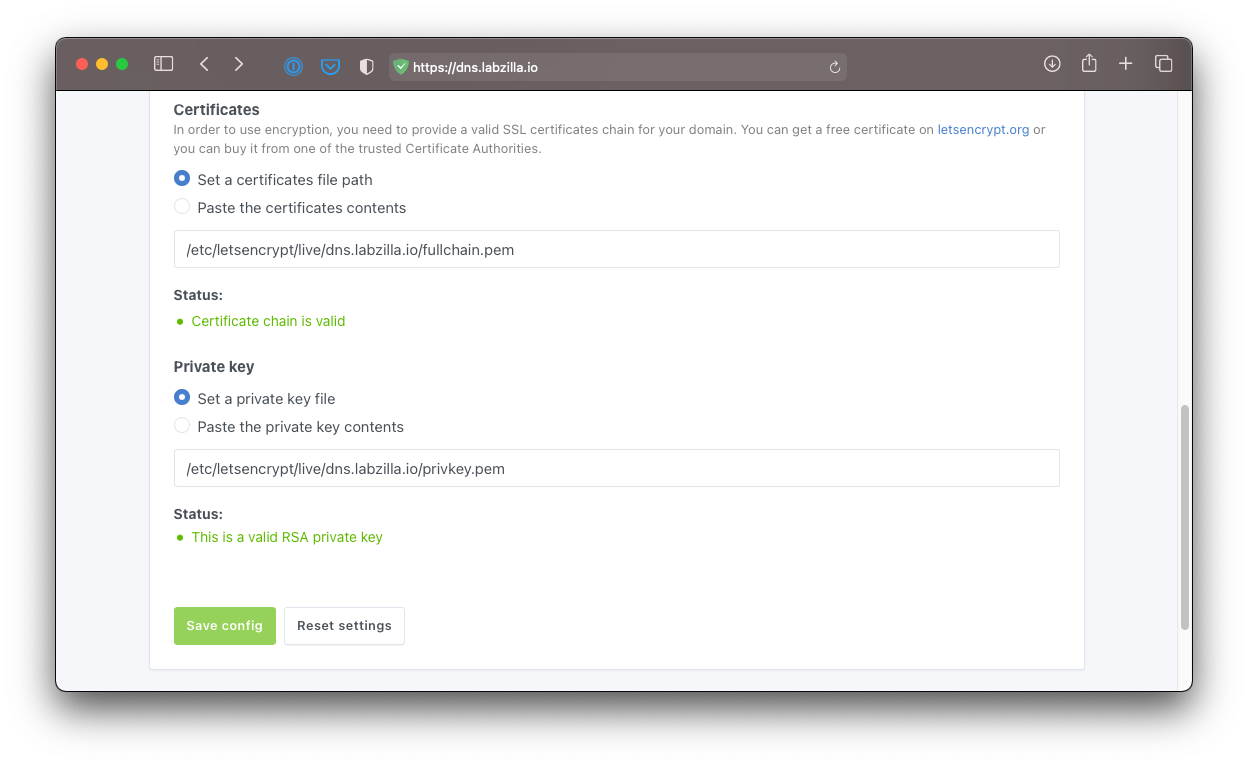 https://dns.labzilla.io
Certificates
In order to use encryption, you need to provide a valid SSL certificates chain for your domain. You can get a free certificate on letsencrypt.org or
you can buy it from one of the trusted Certificate Authorities.
Set a certificates file path
Paste the certificates contents
/etc/letsencrypt/live/dns.labzilla.io/fullchain.pem
Status:
Certificate chain is valid
Private key
Set a private key file
Paste the private key contents
/etc/letsencrypt/live/dns.labzilla.io/privkey.pem
Status:
This is a valid RSA private key
Save config Reset settings